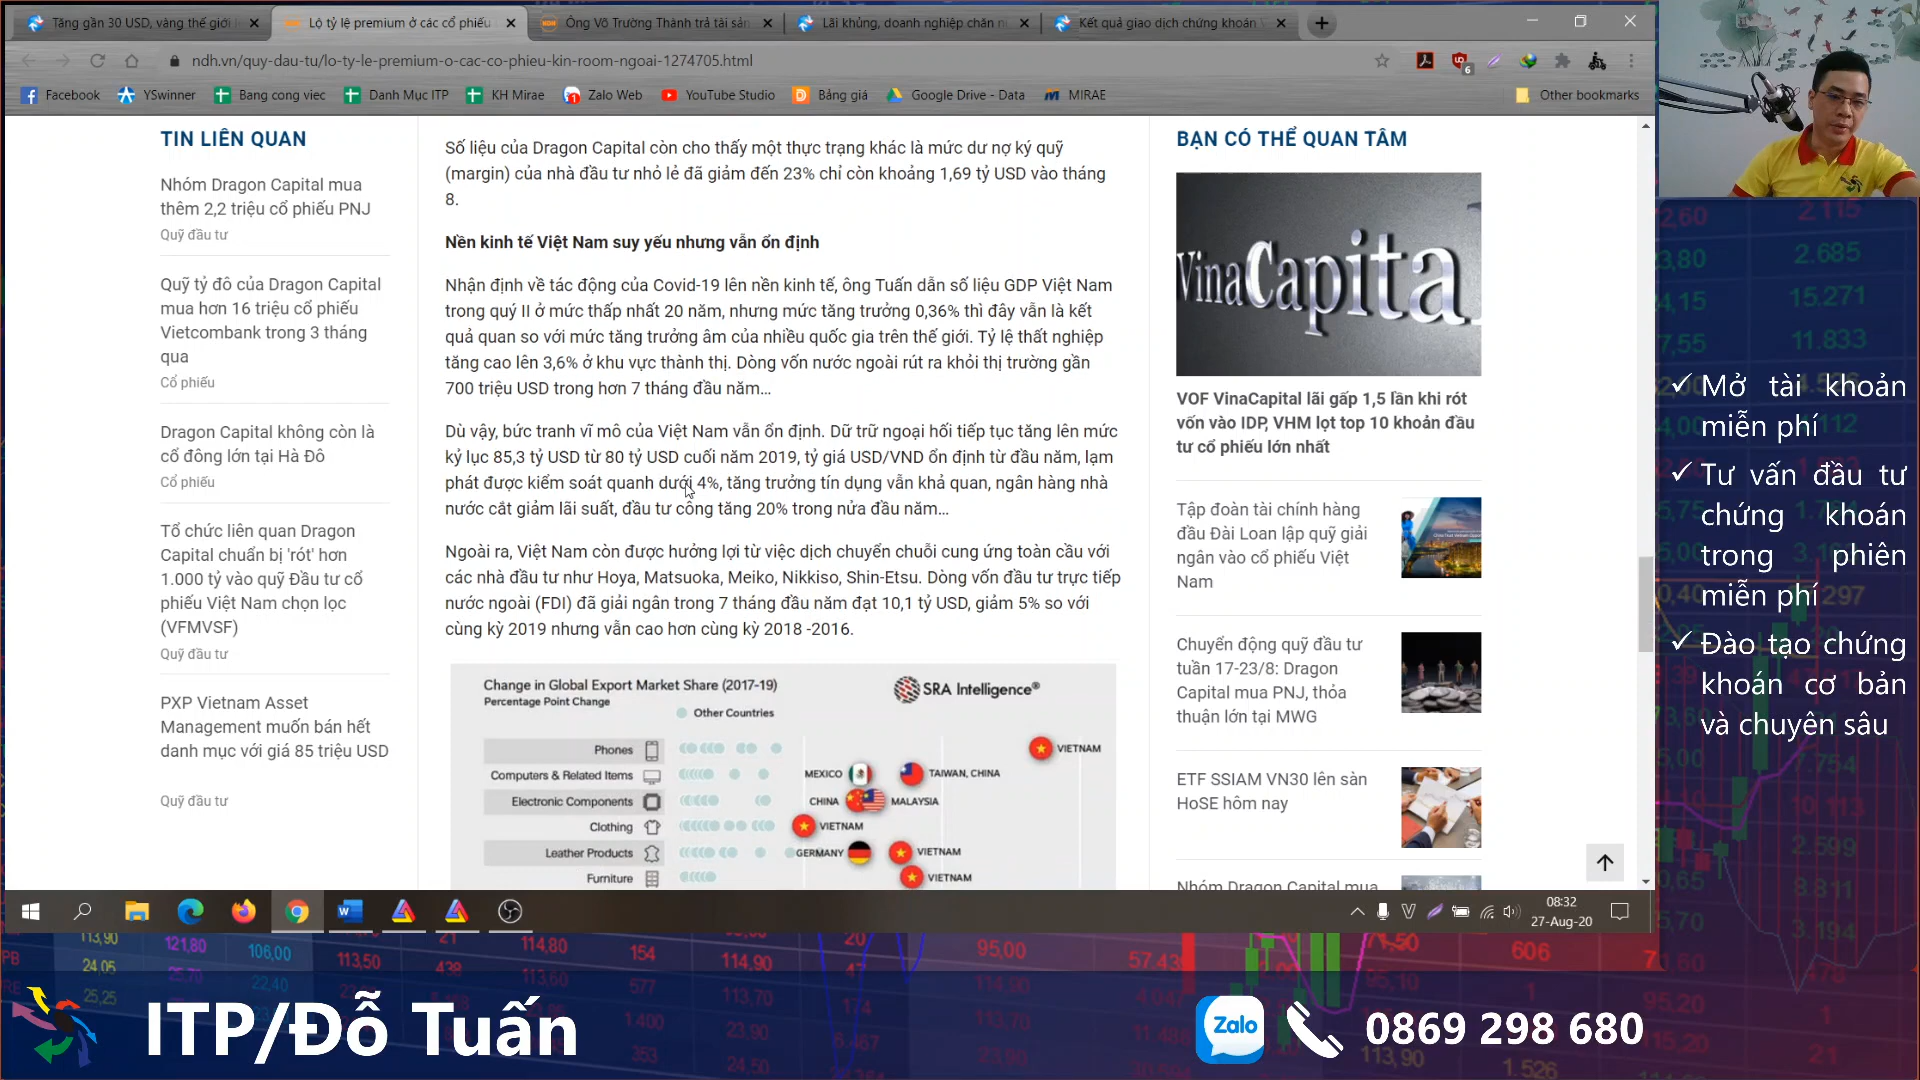 Tăng gần 30 USD, vàng thế giới
Lộ tỷ lệ premium ở các cổ phiếu
Ông Võ Trường Thành trả tài sản
Lãi khủng, doanh nghiệp chăn n
Kết quả giao dịch chứng khoán
ndh.vn/quy-dau-tu/lo-ty-le-premium-o-cac-co-phieu-kin-room-ngoai-1274705.html
6
Facebook
YSwinner
Bang cong viec
Danh Mục ITP
KH Mirae
Zalo Web
YouTube Studio
Bảng giá
Google Drive - Data
MIRAE
Other bookmarks
TIN LIÊN QUAN
Nhóm Dragon Capital mua
thêm 2,2 triệu cổ phiếu PNJ
Quỹ đầu tư
Quỹ tỷ đô của Dragon Capital
mua hơn 16 triệu cổ phiếu
Vietcombank trong 3 tháng
qua
Cổ phiếu
Dragon Capital không còn là
cổ đông lớn tại Hà Đô
Cổ phiếu
Tổ chức liên quan Dragon
Capital chuẩn bị 'rót' hơn
1.000 tỷ vào quỹ Đầu tư cổ
phiếu Việt Nam chọn lọc
(VFMVSF)
Quỹ đầu tư
PXP Vietnam Asset
Management muốn bán hết
danh mục với giá 85 triệu USD
Quỹ đầu tư
Số liệu của Dragon Capital còn cho thấy một thực trạng khác là mức dư nợ ký quỹ
(margin) của nhà đầu tư nhỏ lẻ đã giảm đến 23% chỉ còn khoảng 1,69 tỷ USD vào tháng
8.
Nền kinh tế Việt Nam suy yếu nhưng vẫn ổn định
Nhận định về tác động của Covid-19 lên nền kinh tế, ông Tuấn dẫn số liệu GDP Việt Nam
trong quý II ở mức thấp nhất 20 năm, nhưng mức tăng trưởng 0,36% thì đây vẫn là kết
quả quan so với mức tăng trưởng âm của nhiều quốc gia trên thế giới. Tỷ lệ thất nghiệp
tăng cao lên 3,6% ở khu vực thành thị. Dòng vốn nước ngoài rút ra khỏi thị trường gần
700 triệu USD trong hơn 7 tháng đầu năm...
Dù vậy, bức tranh vĩ mô của Việt Nam vẫn ổn định. Dữ trữ ngoại hối tiếp tục tăng lên mức
kỷ lục 85,3 tỷ USD từ 80 tỷ USD cuối năm 2019, tỷ giá USD/VND ổn định từ đầu năm, lạm
phát được kiểm soát quanh dưới 4%, tăng trưởng tín dụng vẫn khả quan, ngân hàng nhà
nước cắt giảm lãi suất, đầu tư công tăng 20% trong nửa đầu năm...
Ngoài ra, Việt Nam còn được hưởng lợi từ việc dịch chuyển chuỗi cung ứng toàn cầu với
các nhà đầu tư như Hoya, Matsuoka, Meiko, Nikkiso, Shin-Etsu. Dòng vốn đầu tư trực tiếp
nước ngoài (FDI) đã giải ngân trong 7 tháng đầu năm đạt 10,1 tỷ USD, giảm 5% so với
cùng kỳ 2019 nhưng vẫn cao hơn cùng kỳ 2018 -2016.
Change in Global Export Market Share (2017-19)
Percentage Point Change
SRA Intelligence®
Other Countries
Phones
VIETNAM
Computers & Related Items
MEXICO
TAIWAN, CHINA
Electronic Components
CHINA
MALAYSIA
Clothing
VIETNAM
Leather Products
GERMANY
VIETNAM
Furniture
VIETNAM
BẠN CÓ THỂ QUAN TÂM
VinaCapital
VOF VinaCapital lãi gấp 1,5 lần khi rót
vốn vào IDP, VHM lọt top 10 khoản đầu
tư cổ phiếu lớn nhất
Tập đoàn tài chính hàng
đầu Đài Loan lập quỹ giải
ngân vào cổ phiếu Việt
Nam
Chuyển động quỹ đầu tư
tuần 17-23/8: Dragon
Capital mua PNJ, thỏa
thuận lớn tại MWG
ETF SSIAM VN30 lên sàn
HoSE hôm nay
Nhóm Dragon Capital mua
08:32
27-Aug-20
✓ Mở tài khoản
miễn phí
✓ Tư vấn đầu tư
chứng khoán
trong phiên
miễn phí
✓ Đào tạo chứng
khoán cơ bản
và chuyên sâu
2.115
2.685
15.271
11.833
ITP/Đỗ Tuấn
Zalo
0869 298 680
113,90
121,80
106,00
113,50
114,80
154
114,90
95,00
606